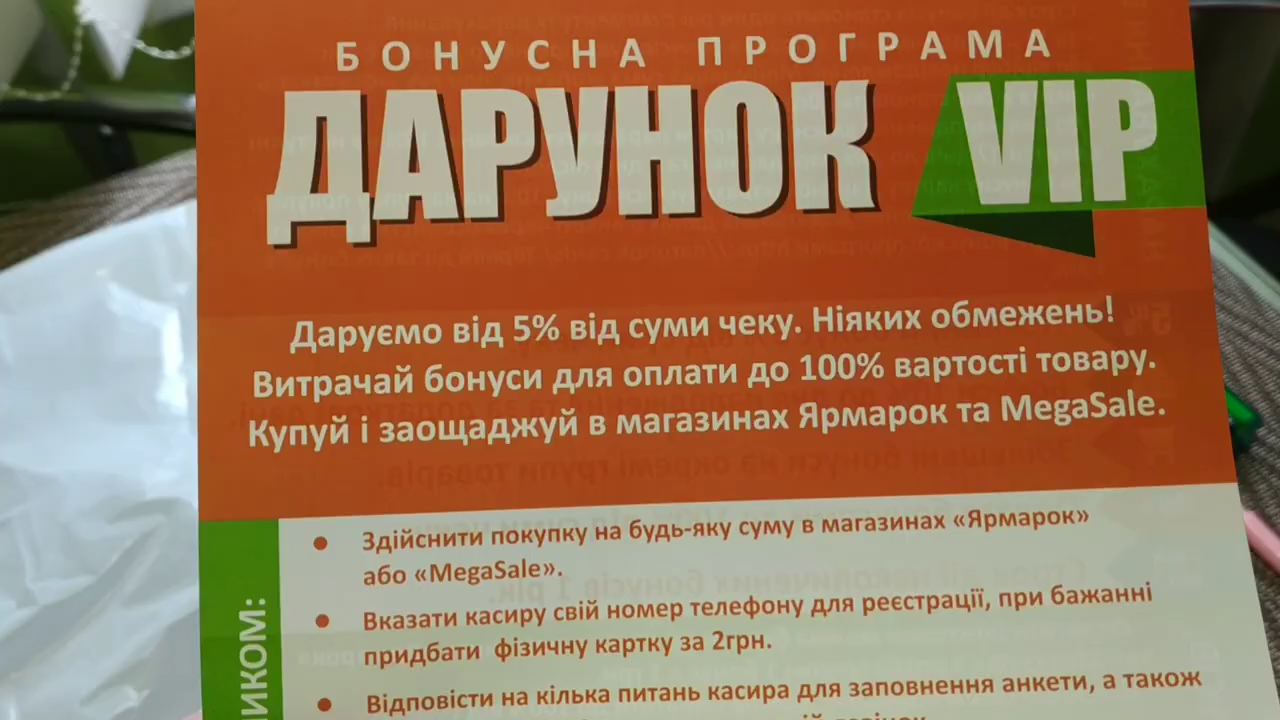 БОНУСНА ПРОГРАМА
ДАРУНОК VIP
Даруємо від 5% від суми чеку. Ніяких обмежень!
Витрачай бонуси для оплати до 100% вартості товару.
Купуй і заощаджуй в магазинах Ярмарок та MegaSale.
• Здійснити покупку на будь-яку суму в магазинах «Ярмарок»
або «MegaSale».
• Вказати касиру свій номер телефону для реєстрації, при бажанні
придбати фізичну картку за 2грн.
• Відповісти на кілька питань касира для заповнення анкети, а також